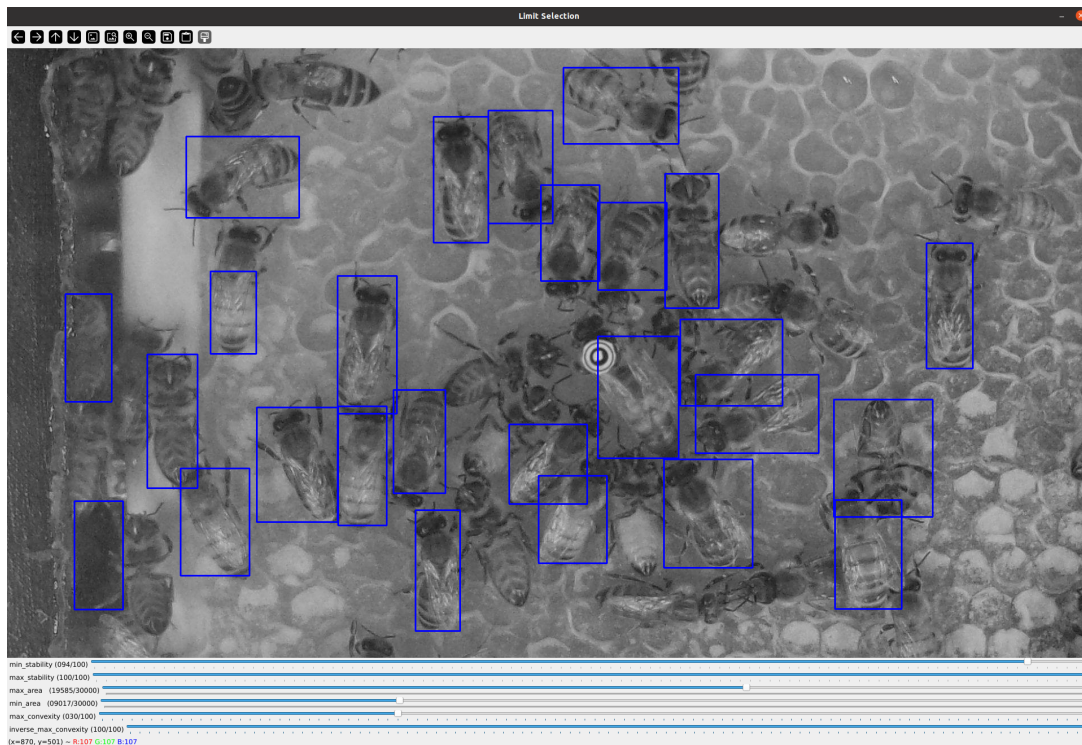 Limit Selection
min_stability (094/100)
max_stability (100/100)
max_area (19585/30000)
min_area (09017/30000)
max_convexity (030/100)
inverse_max_convexity (100/100)
(x=870, y=501) ~ R:107 G:107 B:107